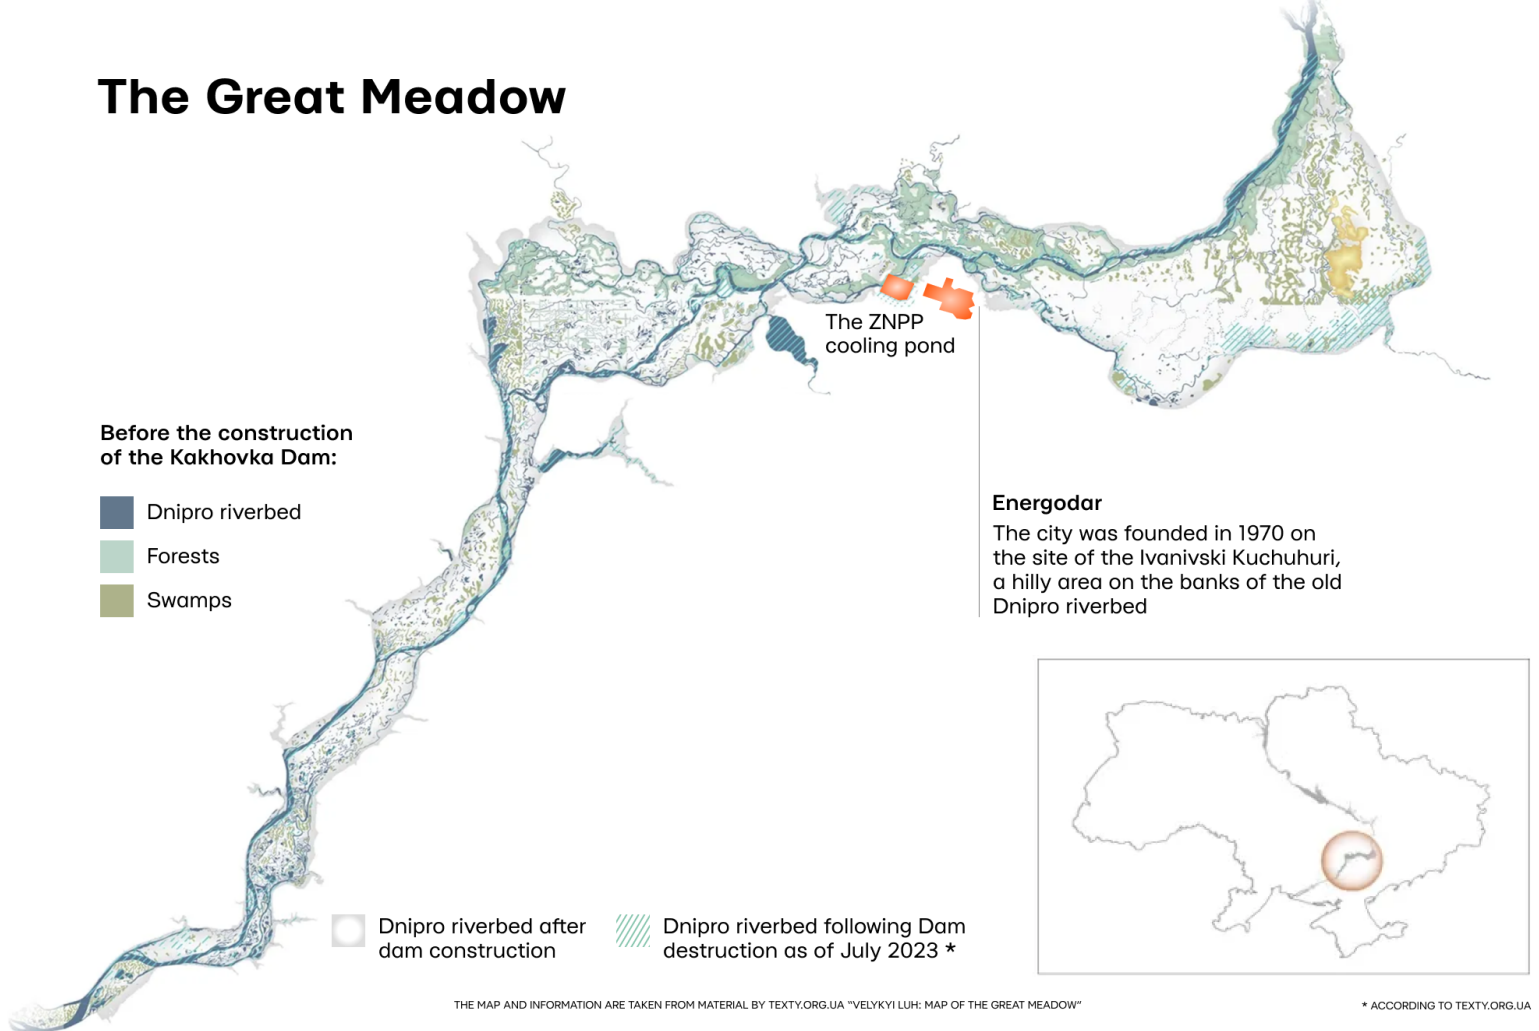 The Great Meadow
The ZNPP
cooling pond
Before the construction
of the Kakhovka Dam:
Dnipro riverbed
Forests
Swamps
Energodar
The city was founded in 1970 on
the site of the Ivanivski Kuchuhuri,
a hilly area on the banks of the old
Dnipro riverbed
Dnipro riverbed after
dam construction
Dnipro riverbed following Dam
destruction as of July 2023 *
THE MAP AND INFORMATION ARE TAKEN FROM MATERIAL BY TEXTY.ORG.UA “VELYKYI LUH: MAP OF THE GREAT MEADOW”
* ACCORDING TO TEXTY.ORG.UA